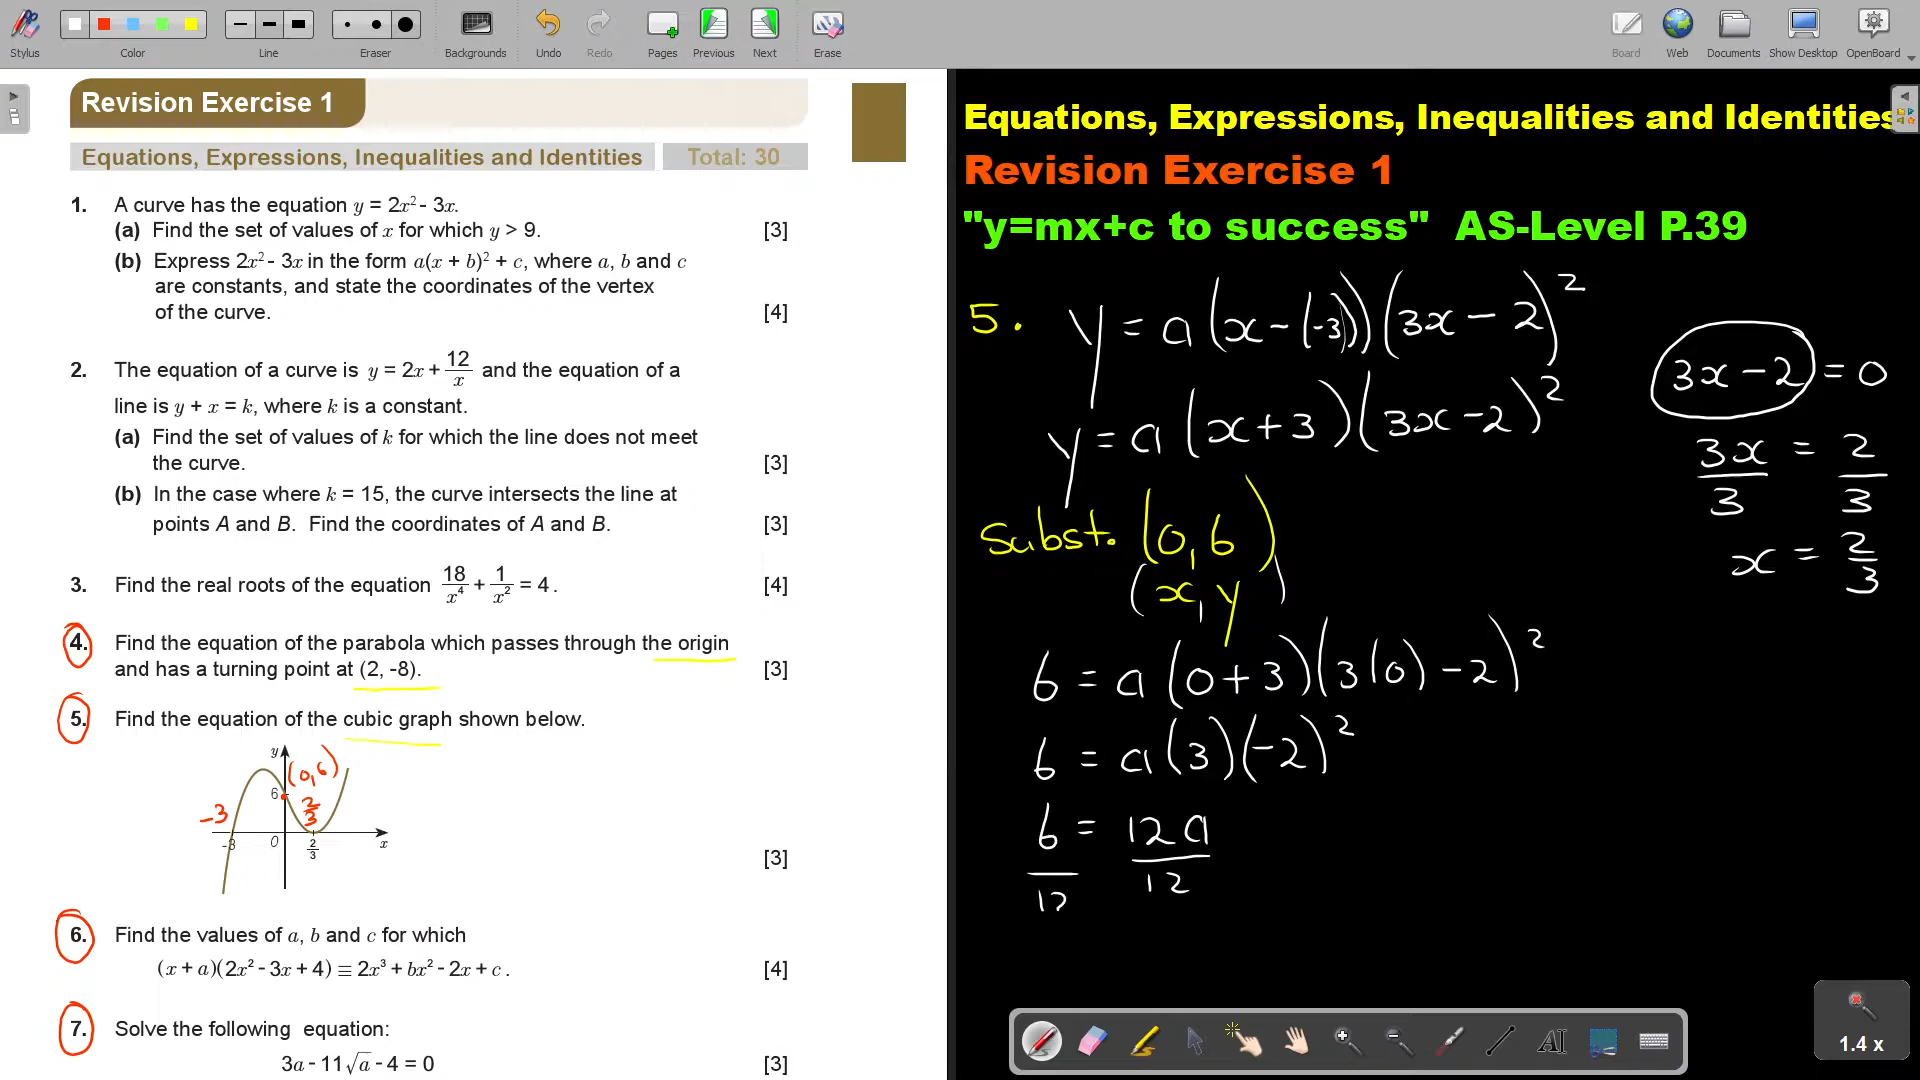 Stylus
Color
Line
Eraser
Backgrounds
Undo
Redo
Pages
Previous
Next
Erase
Board
Web
Documents
Show Desktop
OpenBoard
Revision Exercise 1
Equations, Expressions, Inequalities and Identities Total: 30
1. A curve has the equation y = 2x² - 3x.
(a) Find the set of values of x for which y > 9. [3]
(b) Express 2x² - 3x in the form a(x + b)² + c, where a, b and c
are constants, and state the coordinates of the vertex
of the curve. [4]
2. The equation of a curve is y = 2x + 12/x and the equation of a
line is y + x = k, where k is a constant.
(a) Find the set of values of k for which the line does not meet
the curve. [3]
(b) In the case where k = 15, the curve intersects the line at
points A and B. Find the coordinates of A and B. [3]
3. Find the real roots of the equation 18/x⁴ + 1/x² = 4. [4]
4. Find the equation of the parabola which passes through the origin
and has a turning point at (2, -8). [3]
5. Find the equation of the cubic graph shown below.
y
(0,6)
6
-3
2/3
-3
0
2/3
x
[3]
6. Find the values of a, b and c for which
(x + a)(2x² - 3x + 4) ≡ 2x³ + bx² - 2x + c. [4]
7. Solve the following equation:
3a - 11√a - 4 = 0 [3]
Equations, Expressions, Inequalities and Identities
Revision Exercise 1
"y=mx+c to success" AS-Level P.39
5. y = a(x-(-3))(3x-2)²
y = a(x+3)(3x-2)²
Subst. (0,6)
(x,y)
6 = a(0+3)(3(0)-2)²
6 = a(3)(-2)²
6/12 = 12a/12
3x-2 = 0
3x/3 = 2/3
x = 2/3
1.4 x